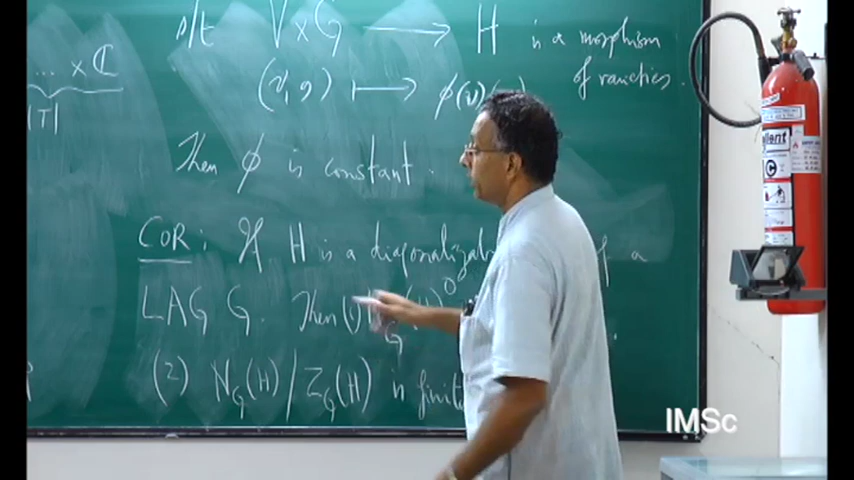 ... × ℂ
|T|
s/t V × G ⟶ H is a morphism
of varieties.
(v, g) ⟼ φ(v)(
Then φ is constant.
COR: If H is a diagonalizab f a
LAG G. Then (1) G (H)⁰
(2) N_G(H)/Z_G(H) is finit
IMSc